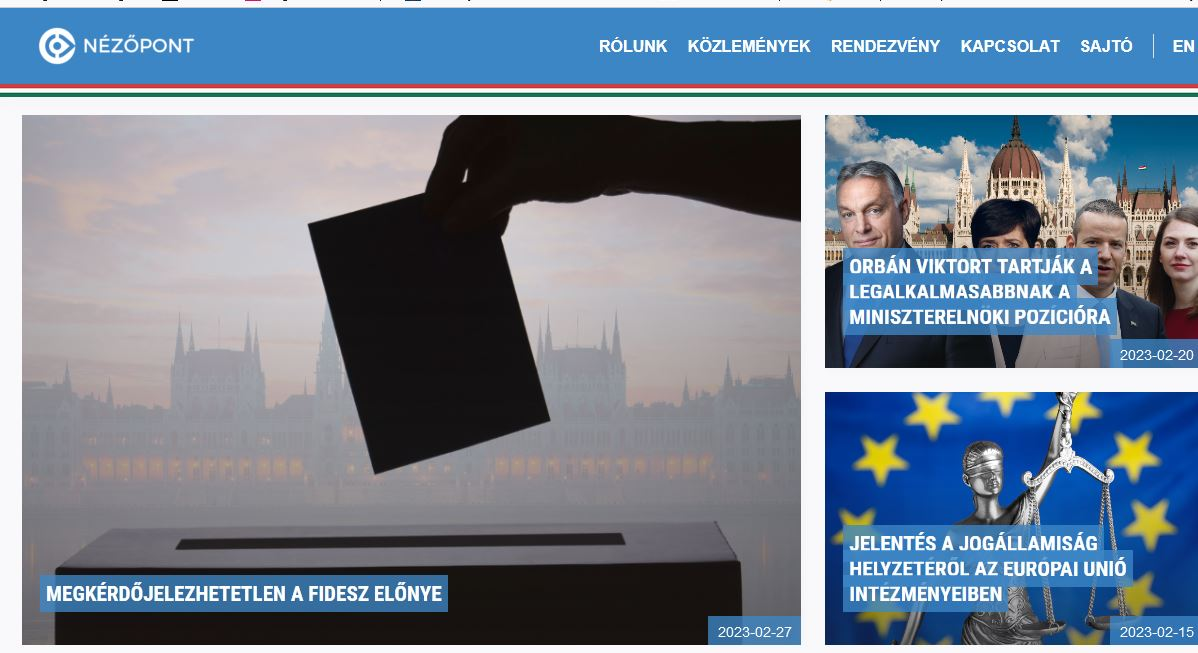 NÉZŐPONT
RÓLUNK KÖZLEMÉNYEK RENDEZVÉNY KAPCSOLAT SAJTÓ EN
MEGKÉRDŐJELEZHETETLEN A FIDESZ ELŐNYE
2023-02-27
ORBÁN VIKTORT TARTJÁK A
LEGALKALMASABBNAK A
MINISZTERELNÖKI POZÍCIÓRA
2023-02-20
JELENTÉS A JOGÁLLAMISÁG
HELYZETÉRŐL AZ EURÓPAI UNIÓ
INTÉZMÉNYEIBEN
2023-02-15